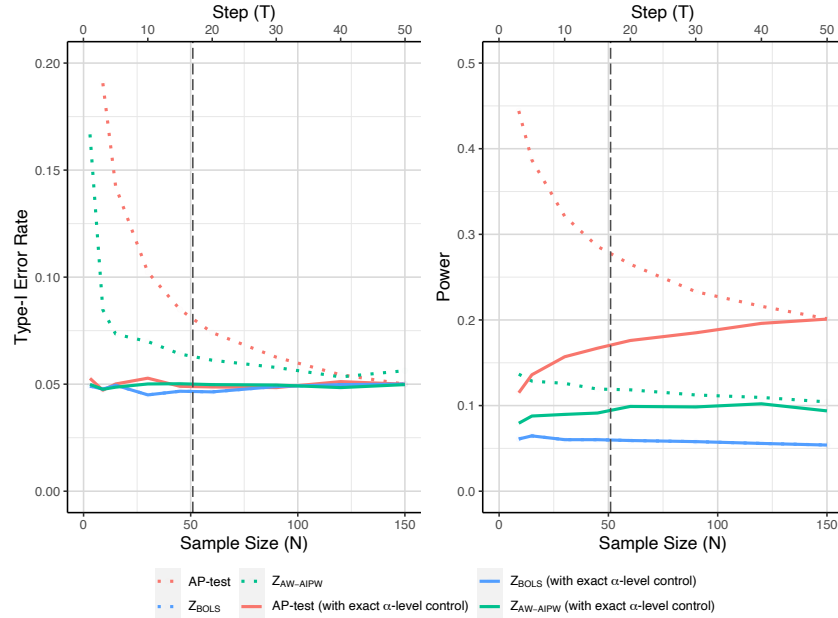 Step (T)
0 10 20 30 40 50
0.20
0.15
0.10
0.05
0.00
Type-I Error Rate
0 50 100 150
Sample Size (N)
Step (T)
0 10 20 30 40 50
0.5
0.4
0.3
0.2
0.1
0.0
Power
0 50 100 150
Sample Size (N)
AP-test
Z_AW-AIPW
Z_BOLS (with exact α-level control)
Z_BOLS
AP-test (with exact α-level control)
Z_AW-AIPW (with exact α-level control)